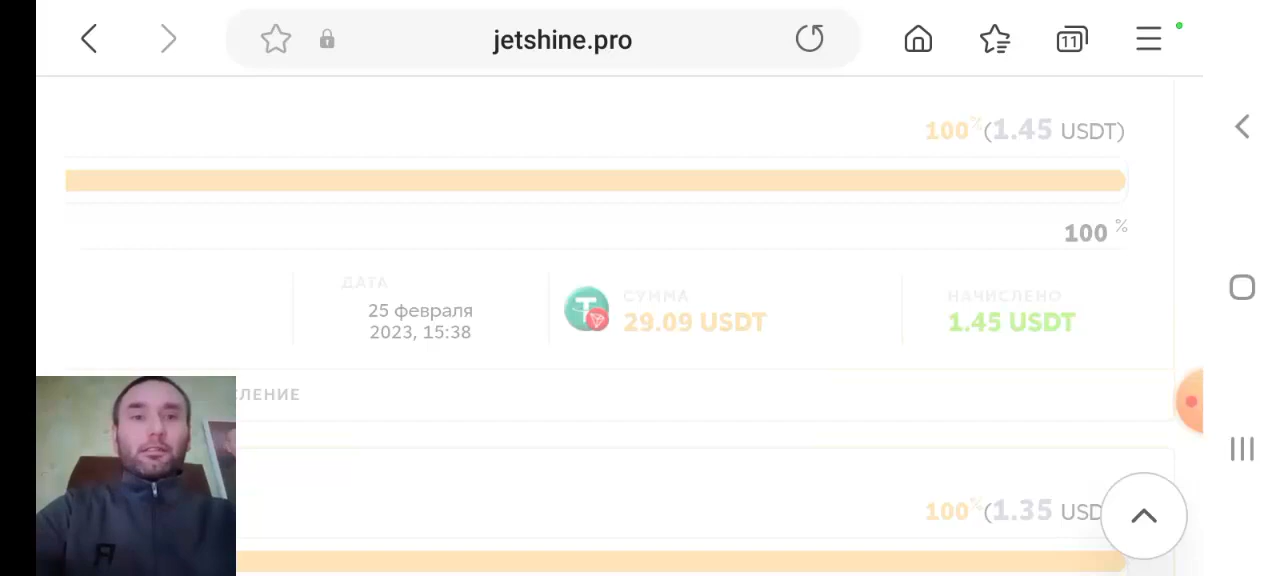 jetshine.pro
11
100%(1.45 USDT)
100 %
ДАТА
25 февраля
2023, 15:38
СУММА
29.09 USDT
НАЧИСЛЕНО
1.45 USDT
ЛЕНИЕ
100%(1.35 USD